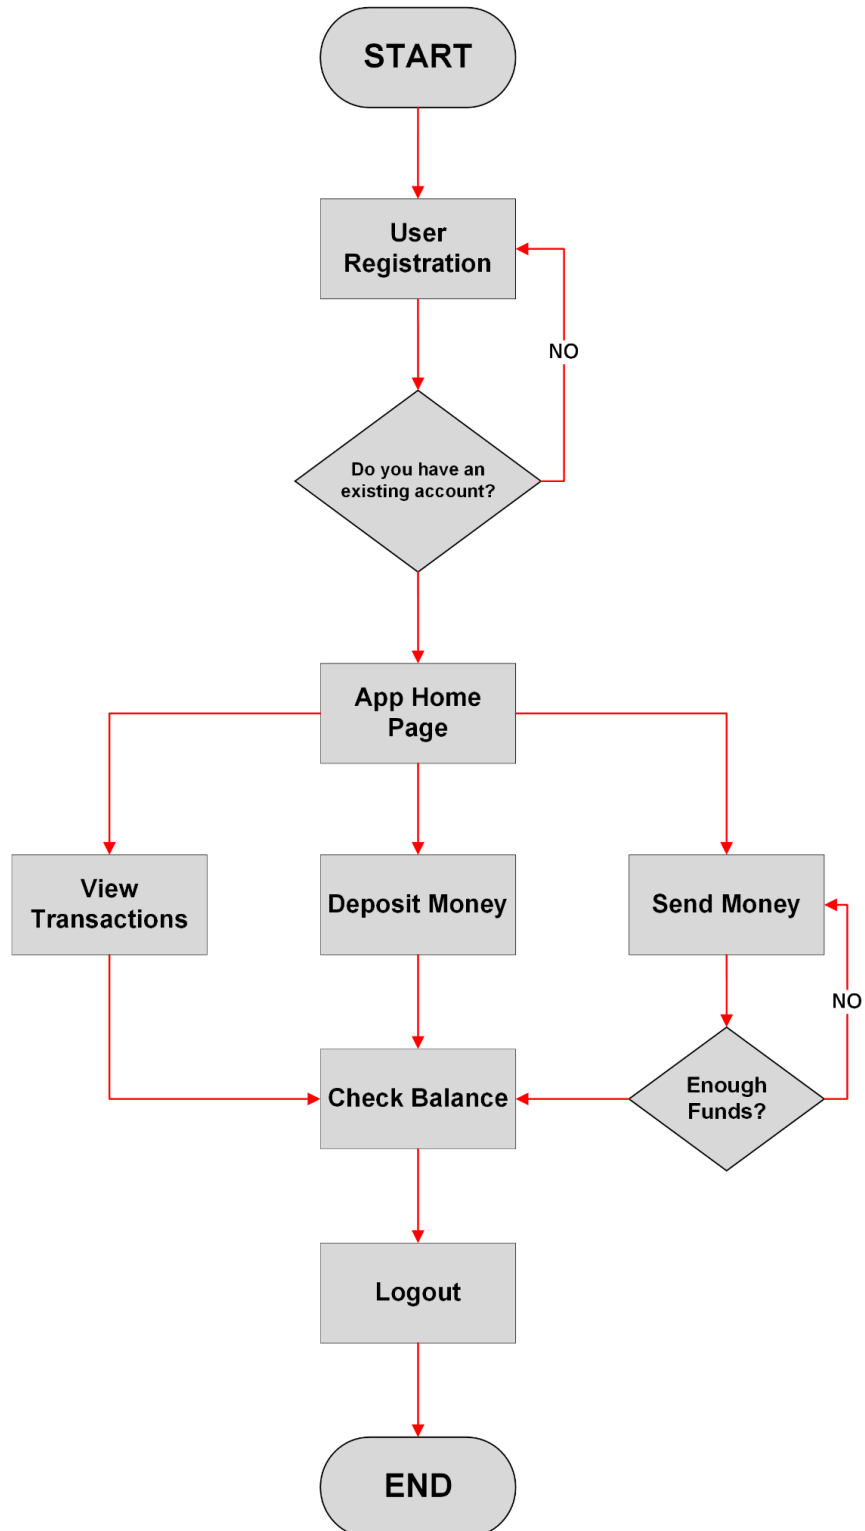 START
User
Registration
NO
Do you have an
existing account?
App Home
Page
View
Transactions
Deposit Money
Send Money
NO
Check Balance
Enough
Funds?
Logout
END